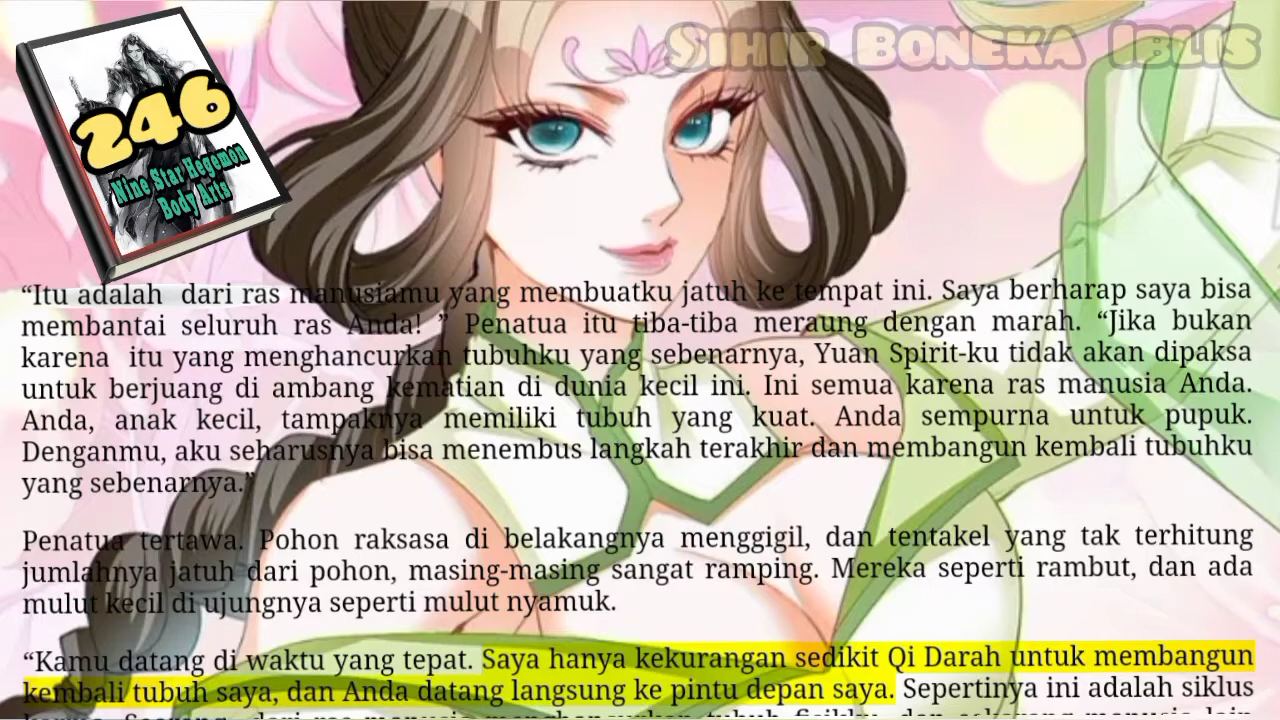 Sihir Boneka Iblis
246
Nine Star Hegemon
Body Arts
“Itu adalah dari ras manusiamu yang membuatku jatuh ke tempat ini. Saya berharap saya bisa
membantai seluruh ras Anda! ” Penatua itu tiba-tiba meraung dengan marah. “Jika bukan
karena itu yang menghancurkan tubuhku yang sebenarnya, Yuan Spirit-ku tidak akan dipaksa
untuk berjuang di ambang kematian di dunia kecil ini. Ini semua karena ras manusia Anda.
Anda, anak kecil, tampaknya memiliki tubuh yang kuat. Anda sempurna untuk pupuk.
Denganmu, aku seharusnya bisa menembus langkah terakhir dan membangun kembali tubuhku
yang sebenarnya.”
Penatua tertawa. Pohon raksasa di belakangnya menggigil, dan tentakel yang tak terhitung
jumlahnya jatuh dari pohon, masing-masing sangat ramping. Mereka seperti rambut, dan ada
mulut kecil di ujungnya seperti mulut nyamuk.
“Kamu datang di waktu yang tepat. Saya hanya kekurangan sedikit Qi Darah untuk membangun
kembali tubuh saya, dan Anda datang langsung ke pintu depan saya. Sepertinya ini adalah siklus